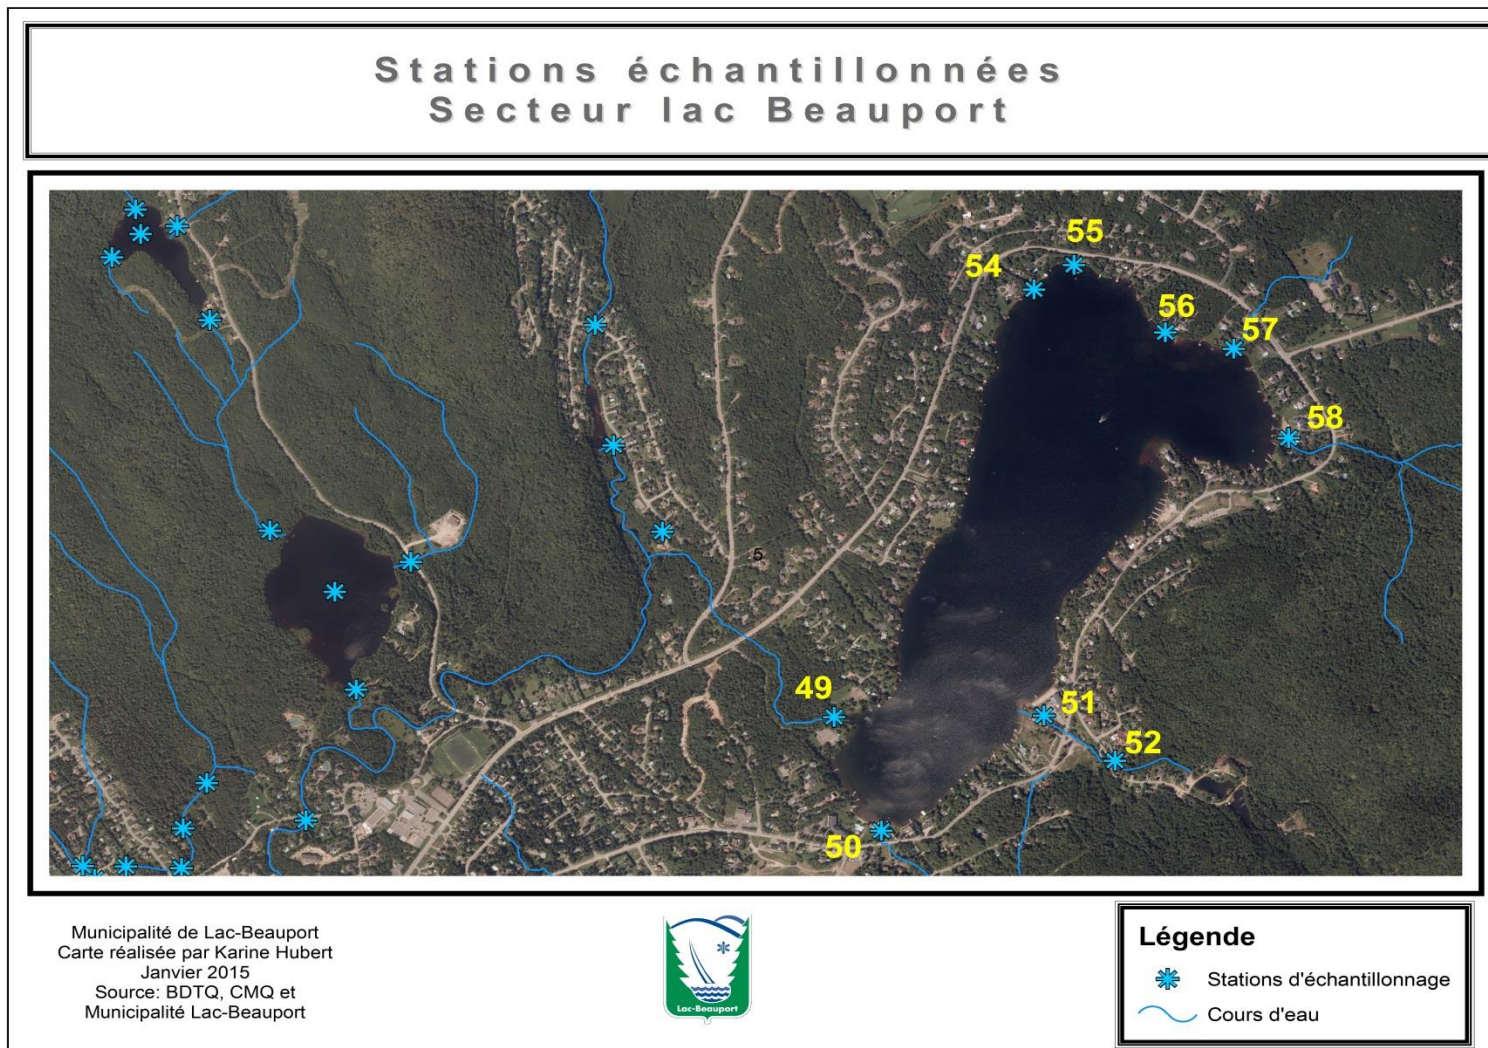 Stations échantillonnées
Secteur lac Beauport
55
54
56
57
58
5
49
51
52
50
Municipalité de Lac-Beauport
Carte réalisée par Karine Hubert
Janvier 2015
Source: BDTQ, CMQ et
Municipalité Lac-Beauport
Lac-Beauport
Légende
Stations d'échantillonnage
Cours d'eau